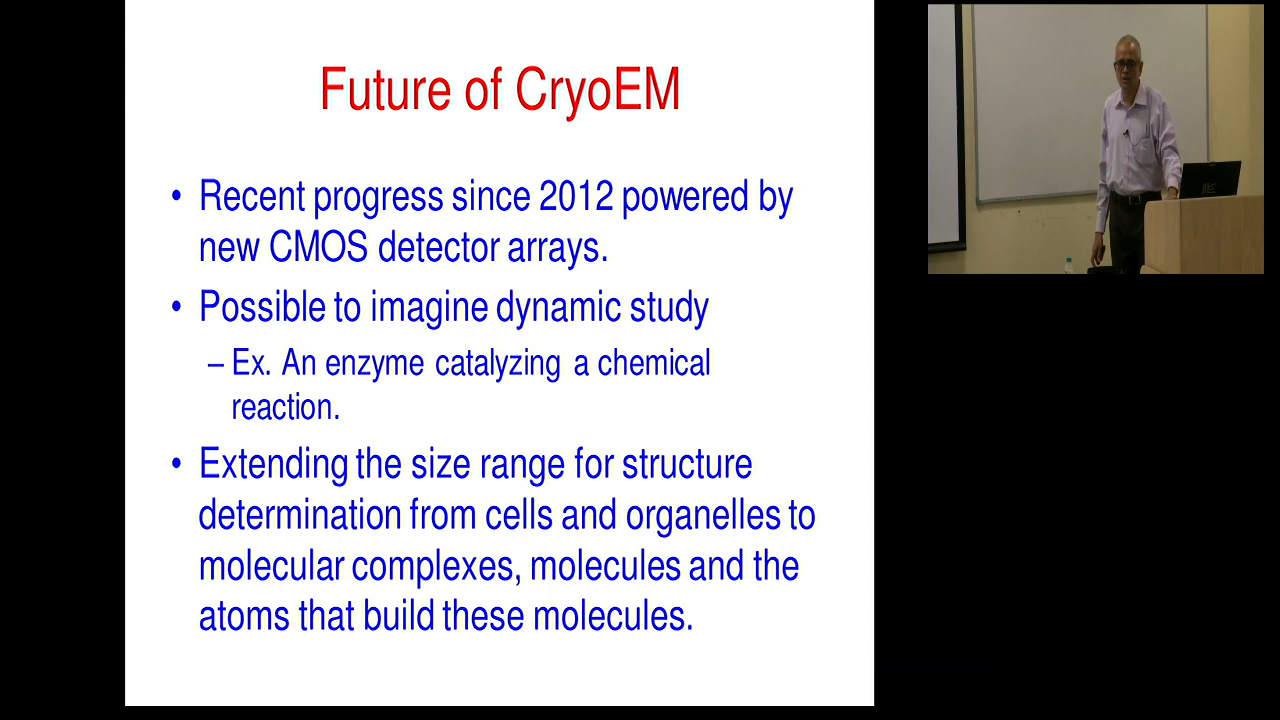 Future of CryoEM
• Recent progress since 2012 powered by
new CMOS detector arrays.
• Possible to imagine dynamic study
– Ex. An enzyme catalyzing a chemical
reaction.
• Extending the size range for structure
determination from cells and organelles to
molecular complexes, molecules and the
atoms that build these molecules.